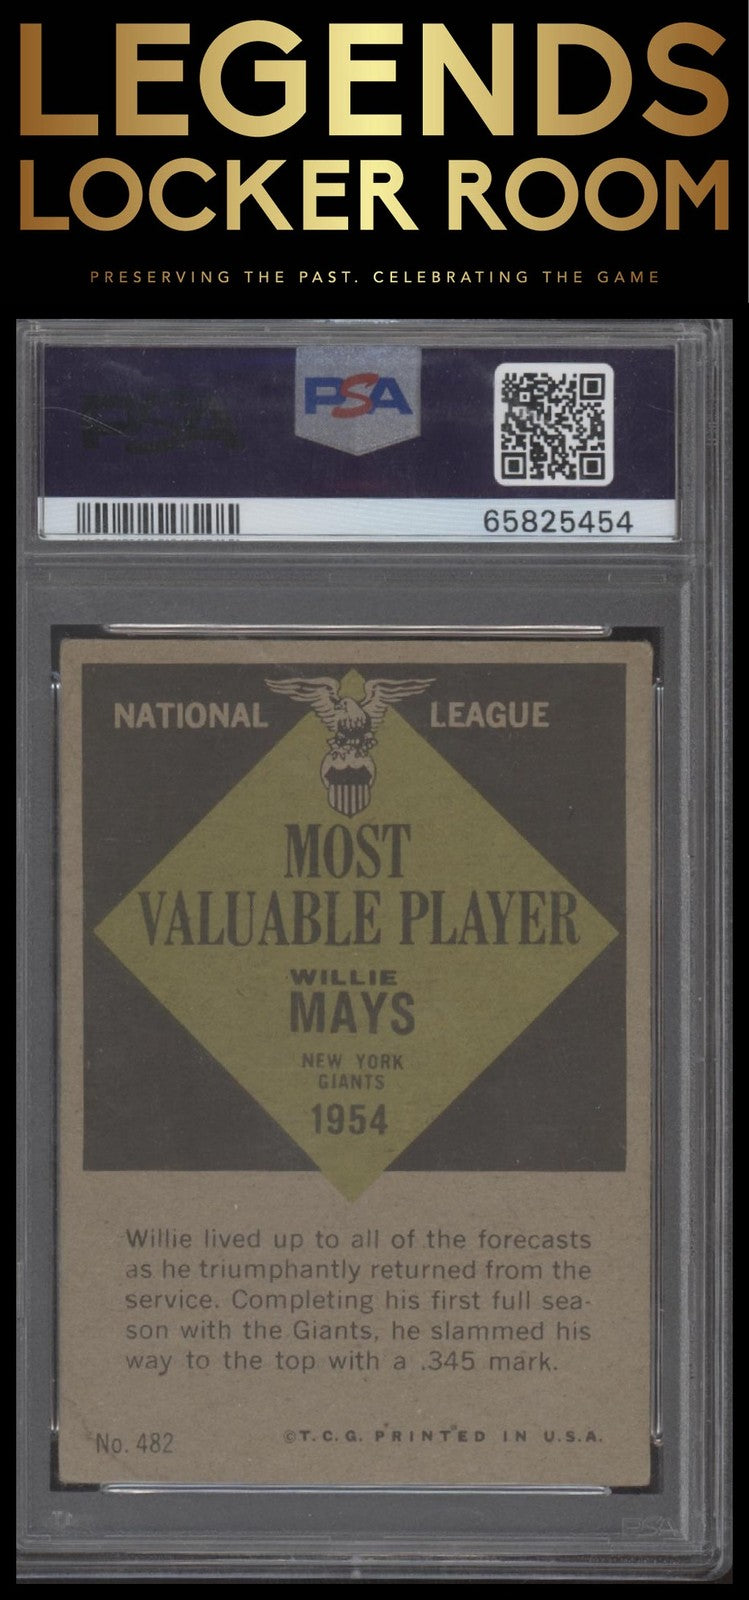 LEGENDS
LOCKER ROOM
PRESERVING THE PAST. CELEBRATING THE GAME
PSA
PSA
65825454
NATIONAL LEAGUE
MOST
VALUABLE PLAYER
WILLIE
MAYS
NEW YORK
GIANTS
1954
Willie lived up to all of the forecasts
as he triumphantly returned from the
service. Completing his first full sea-
son with the Giants, he slammed his
way to the top with a .345 mark.
No. 482
©T.C.G. PRINTED IN U.S.A.
PSA